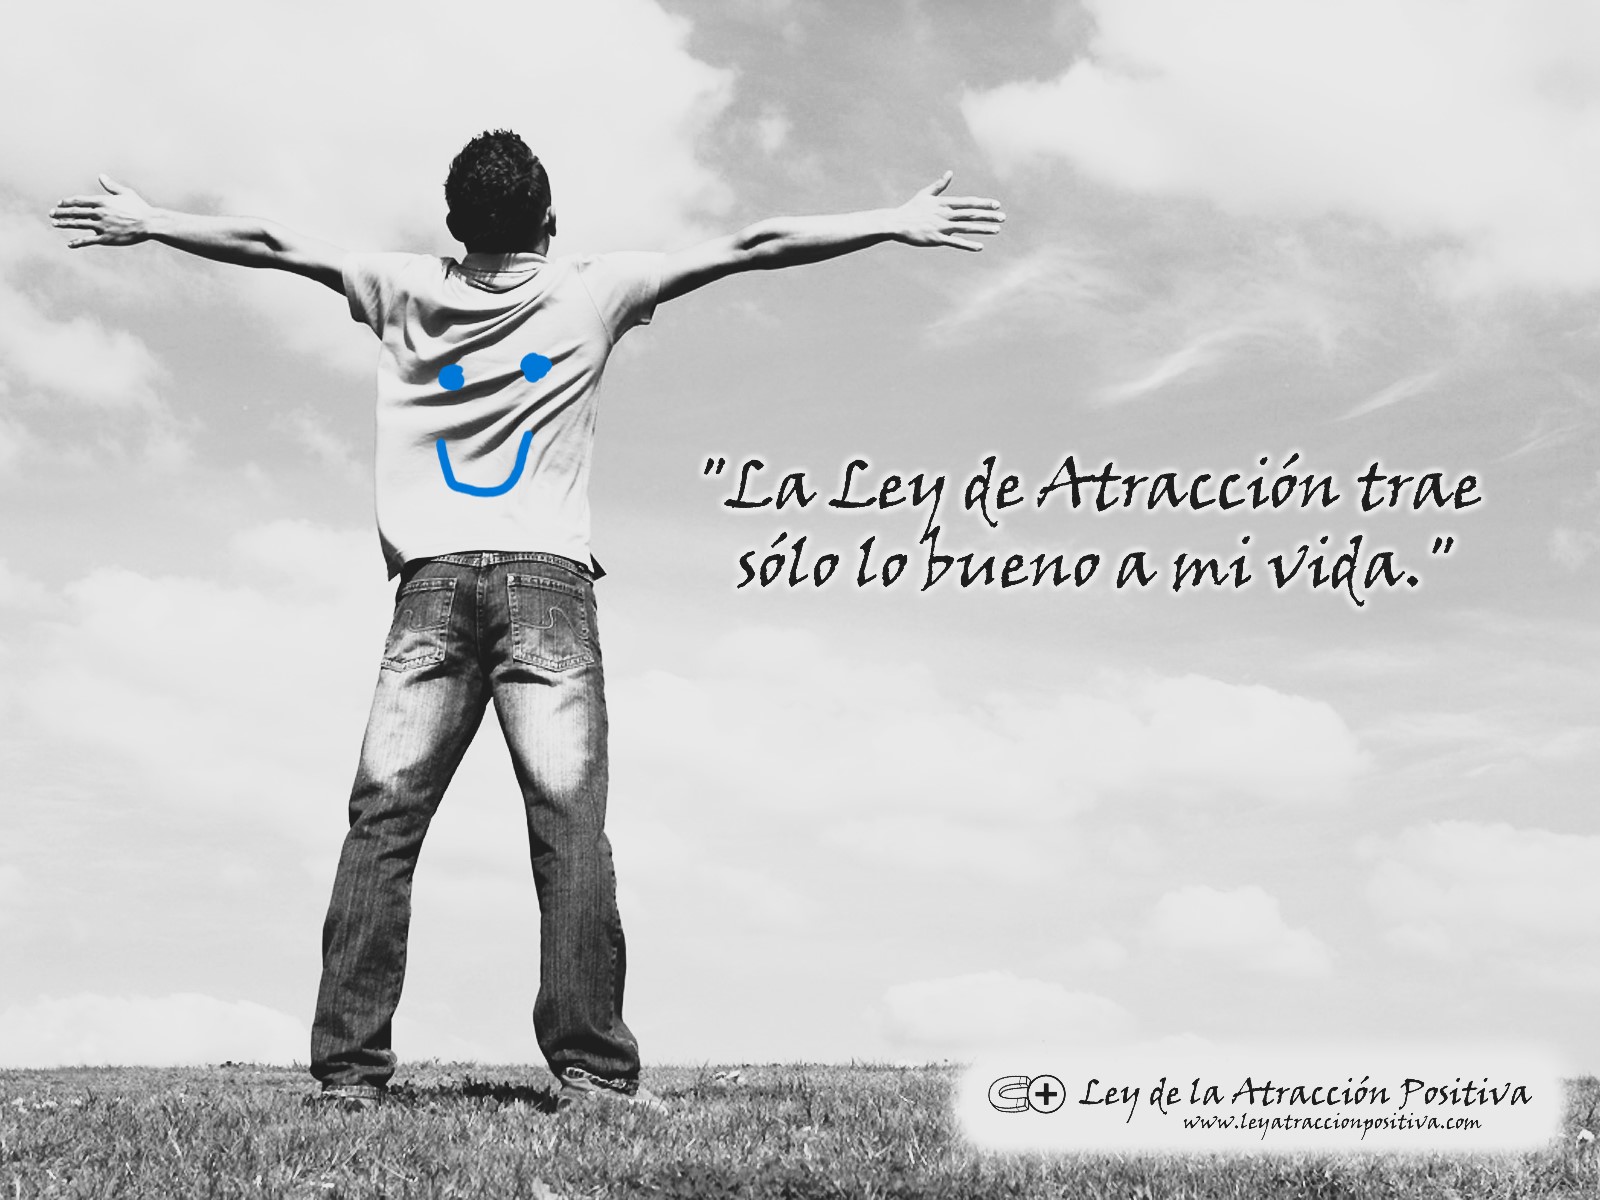 "La Ley de Atracción trae
sólo lo bueno a mi vida."
Ley de la Atracción Positiva
www.leyatraccionpositiva.com